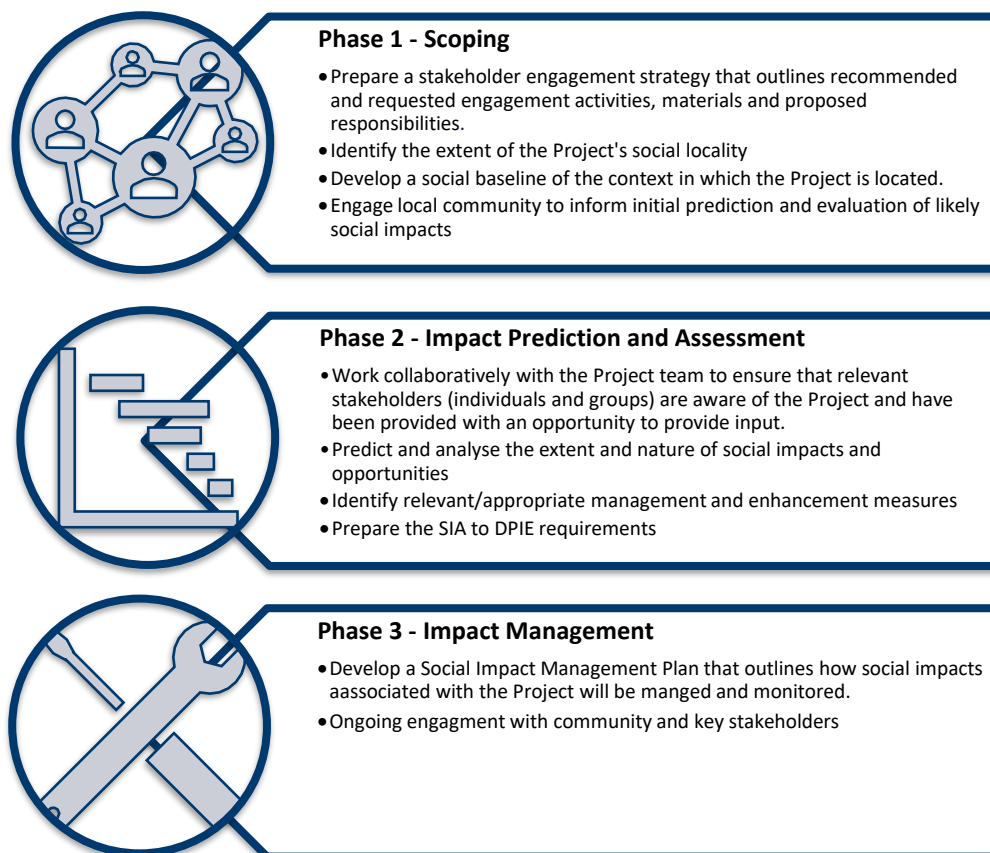 Phase 1 - Scoping
•Prepare a stakeholder engagement strategy that outlines recommended
and requested engagement activities, materials and proposed
responsibilities.
•Identify the extent of the Project's social locality
•Develop a social baseline of the context in which the Project is located.
•Engage local community to inform initial prediction and evaluation of likely
social impacts
Phase 2 - Impact Prediction and Assessment
•Work collaboratively with the Project team to ensure that relevant
stakeholders (individuals and groups) are aware of the Project and have
been provided with an opportunity to provide input.
•Predict and analyse the extent and nature of social impacts and
opportunities
•Identify relevant/appropriate management and enhancement measures
•Prepare the SIA to DPIE requirements
Phase 3 - Impact Management
•Develop a Social Impact Management Plan that outlines how social impacts
aassociated with the Project will be manged and monitored.
•Ongoing engagment with community and key stakeholders